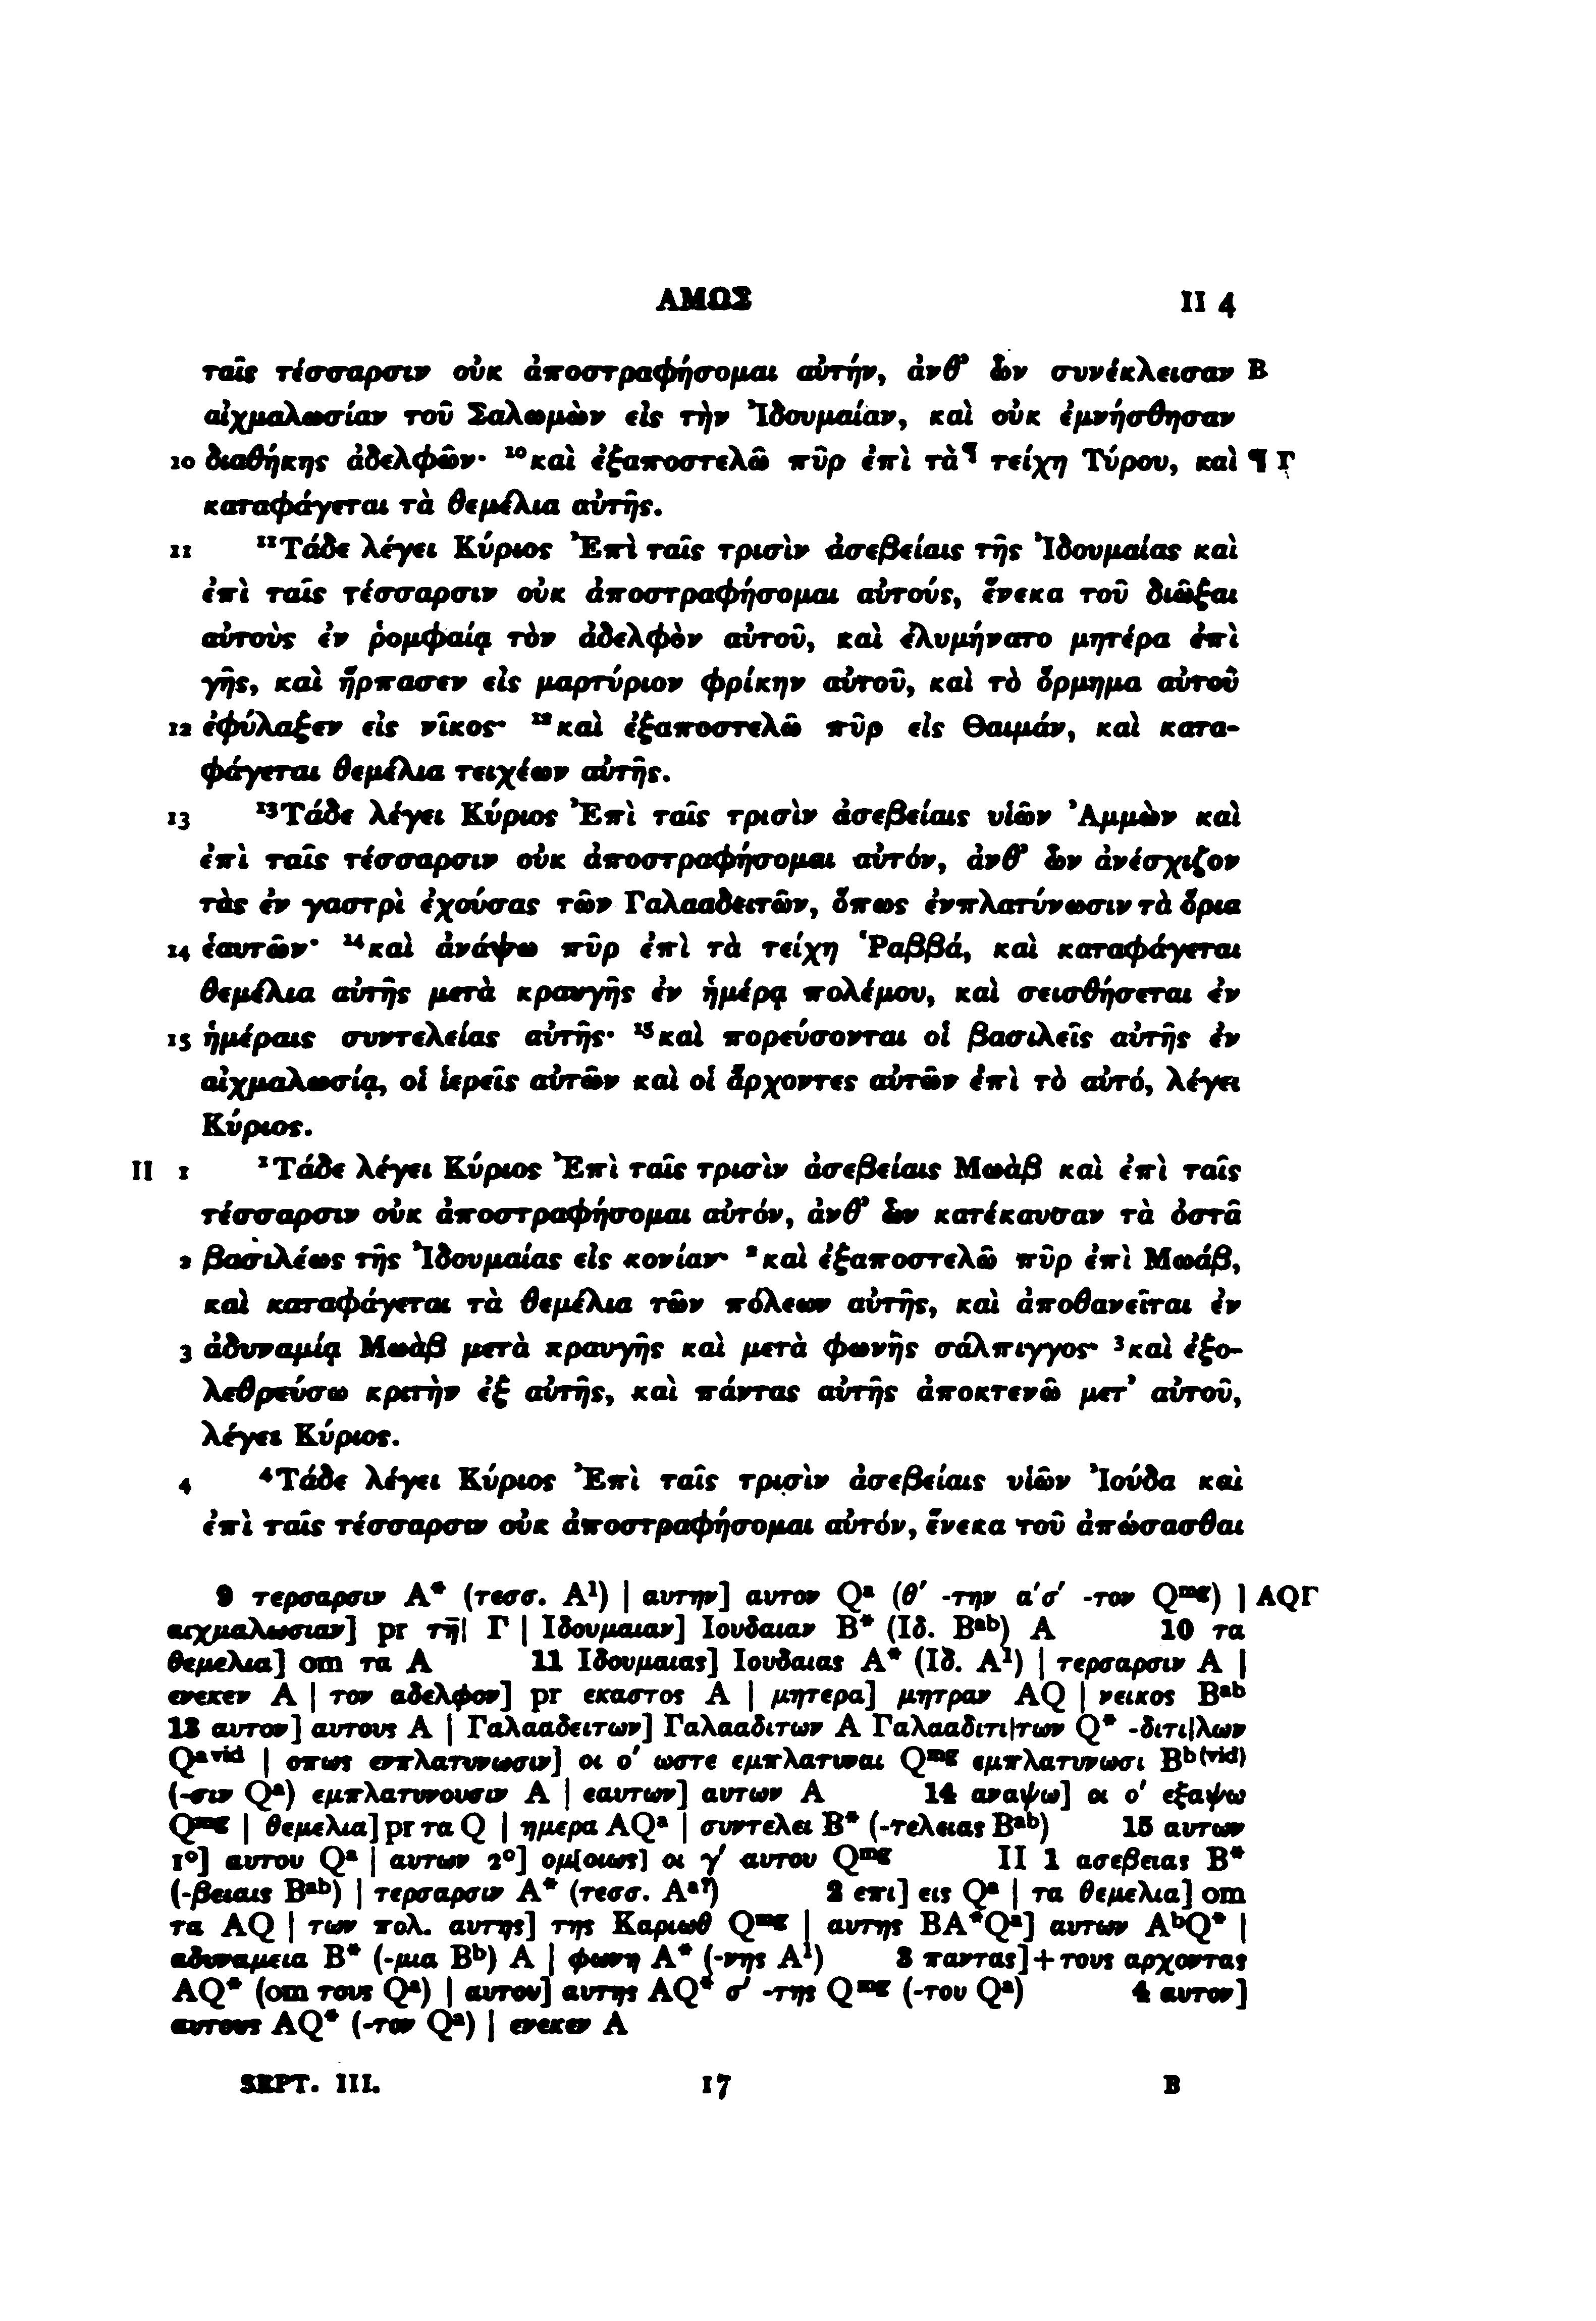 ΑΜΩΣ II 4
ταῖς τέσσαρσιν οὐκ ἀποστραφήσομαι αὐτήν, ἀνθ᾽ ὧν συνέκλεισαν B
αἰχμαλωσίαν τοῦ Σαλωμὼν εἰς τὴν Ἰδουμαίαν, καὶ οὐκ ἐμνήσθησαν
10 διαθήκης ἀδελφῶν· ¹⁰καὶ ἐξαποστελῶ πῦρ ἐπὶ τὰ¶ τείχη Τύρου, καὶ ¶ Γ
καταφάγεται τὰ θεμέλια αὐτῆς.
11 ¹¹Τάδε λέγει Κύριος Ἐπὶ ταῖς τρισὶν ἀσεβείαις τῆς Ἰδουμαίας καὶ
ἐπὶ ταῖς τέσσαρσιν οὐκ ἀποστραφήσομαι αὐτούς, ἕνεκα τοῦ διῶξαι
αὐτοὺς ἐν ῥομφαίᾳ τὸν ἀδελφὸν αὐτοῦ, καὶ ἐλυμήνατο μητέρα ἐπὶ
γῆς, καὶ ἥρπασεν εἰς μαρτύριον φρίκην αὐτοῦ, καὶ τὸ ὅρμημα αὐτοῦ
12 ἐφύλαξεν εἰς νῖκος· ¹²καὶ ἐξαποστελῶ πῦρ εἰς Θαιμάν, καὶ κατα-
φάγεται θεμέλια τειχέων αὐτῆς.
13 ¹³Τάδε λέγει Κύριος Ἐπὶ ταῖς τρισὶν ἀσεβείαις υἱῶν Ἀμμὼν καὶ
ἐπὶ ταῖς τέσσαρσιν οὐκ ἀποστραφήσομαι αὐτόν, ἀνθ᾽ ὧν ἀνέσχιζον
τὰς ἐν γαστρὶ ἐχούσας τῶν Γαλααδειτῶν, ὅπως ἐνπλατύνωσιν τὰ ὅρια
14 ἑαυτῶν· ¹⁴καὶ ἀνάψω πῦρ ἐπὶ τὰ τείχη Ῥαββά, καὶ καταφάγεται
θεμέλια αὐτῆς μετὰ κραυγῆς ἐν ἡμέρᾳ πολέμου, καὶ σεισθήσεται ἐν
15 ἡμέραις συντελείας αὐτῆς· ¹⁵καὶ πορεύσονται οἱ βασιλεῖς αὐτῆς ἐν
αἰχμαλωσίᾳ, οἱ ἱερεῖς αὐτῶν καὶ οἱ ἄρχοντες αὐτῶν ἐπὶ τὸ αὐτό, λέγει
Κύριος.
II 1 ¹Τάδε λέγει Κύριος Ἐπὶ ταῖς τρισὶν ἀσεβείαις Μωὰβ καὶ ἐπὶ ταῖς
τέσσαρσιν οὐκ ἀποστραφήσομαι αὐτόν, ἀνθ᾽ ὧν κατέκαυσαν τὰ ὀστᾶ
2 βασιλέως τῆς Ἰδουμαίας εἰς κονίαν· ²καὶ ἐξαποστελῶ πῦρ ἐπὶ Μωάβ,
καὶ καταφάγεται τὰ θεμέλια τῶν πόλεων αὐτῆς, καὶ ἀποθανεῖται ἐν
3 ἀδυναμίᾳ Μωὰβ μετὰ κραυγῆς καὶ μετὰ φωνῆς σάλπιγγος· ³καὶ ἐξο-
λεθρεύσω κριτὴν ἐξ αὐτῆς, καὶ πάντας αὐτῆς ἀποκτενῶ μετ᾽ αὐτοῦ,
λέγει Κύριος.
4 ⁴Τάδε λέγει Κύριος Ἐπὶ ταῖς τρισὶν ἀσεβείαις υἱῶν Ἰούδα καὶ
ἐπὶ ταῖς τέσσαρσιν οὐκ ἀποστραφήσομαι αὐτόν, ἕνεκα τοῦ ἀπώσασθαι
9 τερσαρσιν A* (τεσσ. A¹) | αυτην] αυτον Qᵃ (θ′ -την α′σ′ -τον Qᵐᵍ) | AQΓ
αιχμαλωσιαν] pr τη̄| Γ | Ιδουμαιαν] Ιουδαιαν B* (Ιδ. Bᵃᵇ) A 10 τα
θεμελια] om τα A 11 Ιδουμαιας] Ιουδαιας A* (Ιδ. A¹) | τερσαρσιν A |
ενεκεν A | τον αδελφον] pr εκαστος A | μητερα] μητραν AQ | νεικος Bᵃᵇ
13 αυτον] αυτους A | Γαλααδειτων] Γαλααδιτων A Γαλααδιτι|των Q* -διτι|λων
Qᵃ ᵛⁱᵈ | οπως ενπλατυνωσιν] οι ο′ ωστε εμπλατυναι Qᵐᵍ εμπλατυνωσι Bᵇ⁽ᵛⁱᵈ⁾
(-σιν Qᵃ) εμπλατυνουσιν A | εαυτων] αυτων A 14 αναψω] οι ο′ εξαψω
Qᵐᵍ | θεμελια] pr τα Q | ημερα AQᵃ | συντελει B* (-τελειας Bᵃᵇ) 15 αυτων
1°] αυτου Qᵃ | αυτων 2°] ομ[οιως] οι γ′ αυτου Qᵐᵍ II 1 ασεβειας B*
(-βειαις Bᵃᵇ) | τερσαρσιν A* (τεσσ. Aᵃ?) 2 επι] εις Qᵃ | τα θεμελια] om
τα AQ | των πολ. αυτης] της Καριωθ Qᵐᵍ | αυτης BA*Qᵃ] αυτων AᵇQ* |
αδυναμεια B* (-μια Bᵇ) A | φωνη A* (-νης A¹) 3 παντας]+τους αρχοντας
AQ* (om τους Qᵃ) | αυτου] αυτης AQ* σ′ -της Qᵐᵍ (-του Qᵃ) 4 αυτον]
αυτους AQ* (-τον Qᵃ) | ενεκεν A
SEPT. III. 17 B